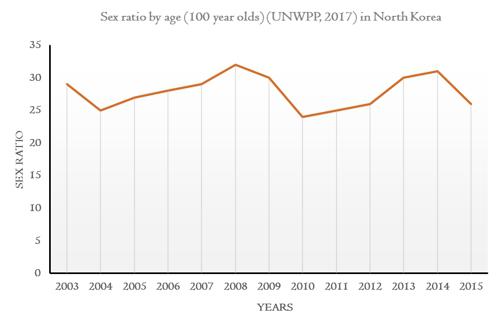 Sex ratio by age (100 year olds) (UNWPP, 2017) in North Korea
35
30
25
20
15
10
5
0
SEX RATIO
2003 2004 2005 2006 2007 2008 2009 2010 2011 2012 2013 2014 2015
YEARS